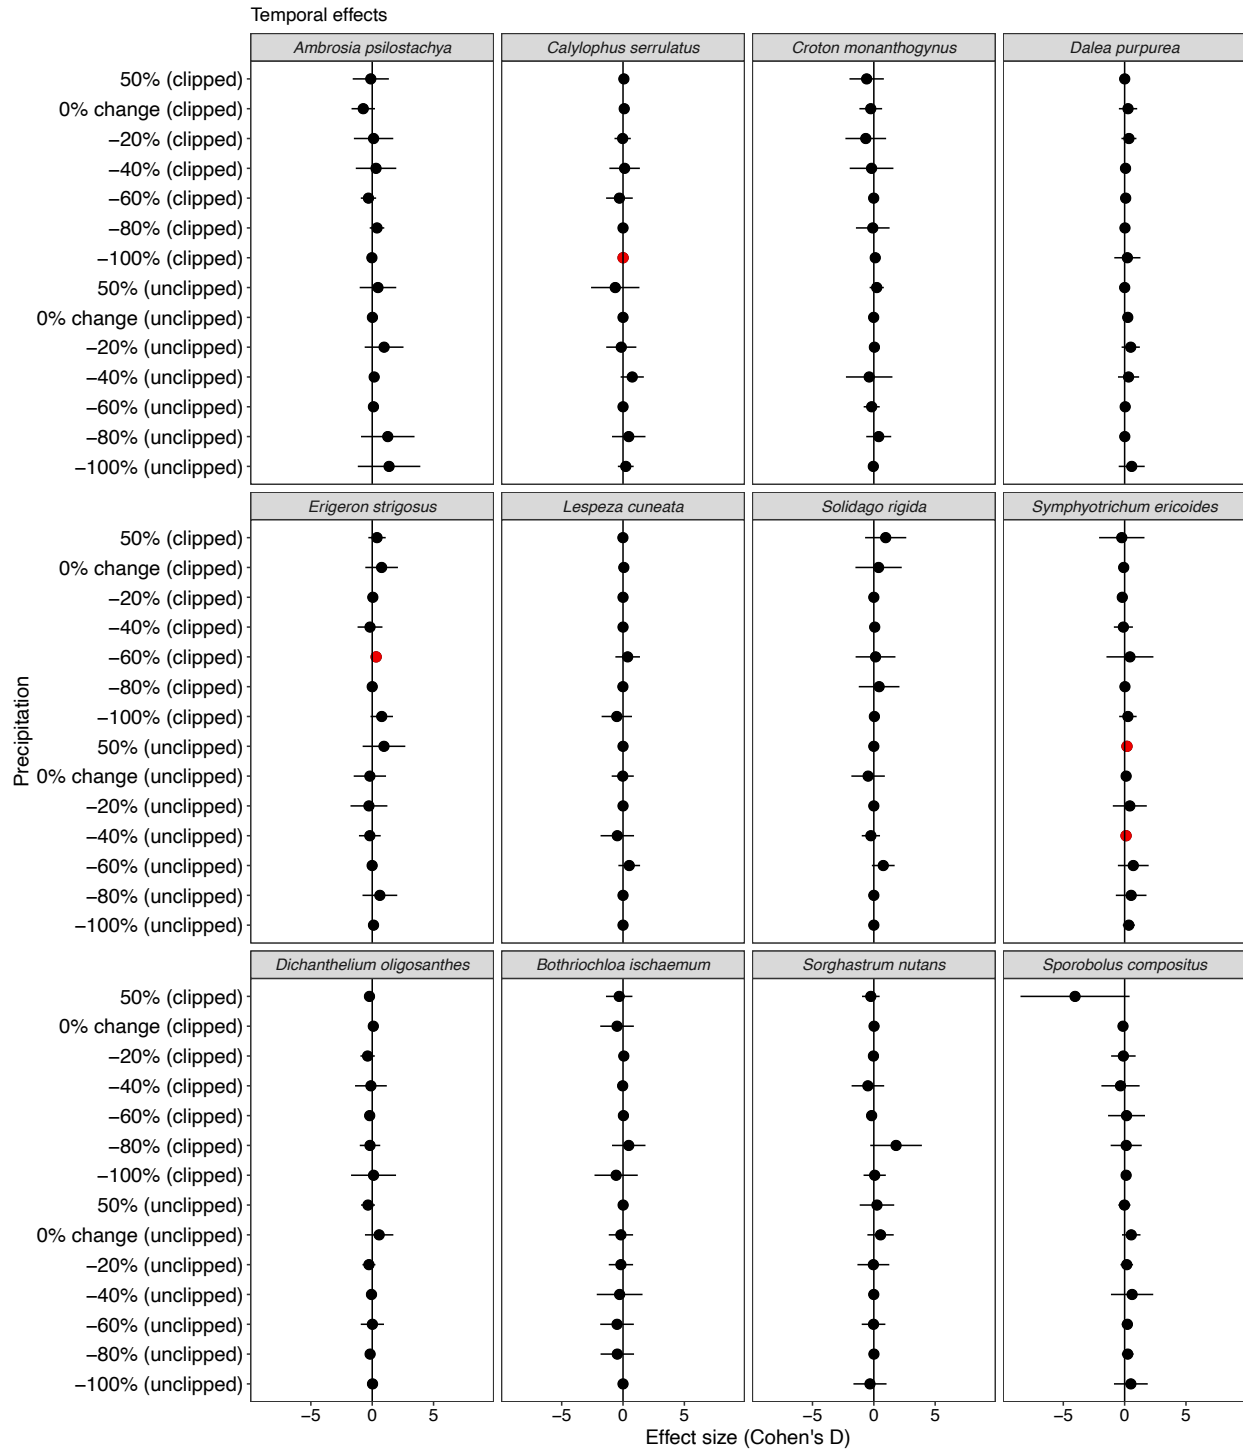 Temporal effects
Ambrosia psilostachya Calylophus serrulatus Croton monanthogynus Dalea purpurea
50% (clipped)
0% change (clipped)
−20% (clipped)
−40% (clipped)
−60% (clipped)
−80% (clipped)
−100% (clipped)
50% (unclipped)
0% change (unclipped)
−20% (unclipped)
−40% (unclipped)
−60% (unclipped)
−80% (unclipped)
−100% (unclipped)
Erigeron strigosus Lespeza cuneata Solidago rigida Symphyotrichum ericoides
50% (clipped)
0% change (clipped)
−20% (clipped)
−40% (clipped)
−60% (clipped)
−80% (clipped)
−100% (clipped)
50% (unclipped)
0% change (unclipped)
−20% (unclipped)
−40% (unclipped)
−60% (unclipped)
−80% (unclipped)
−100% (unclipped)
Precipitation
Dichanthelium oligosanthes Bothriochloa ischaemum Sorghastrum nutans Sporobolus compositus
50% (clipped)
0% change (clipped)
−20% (clipped)
−40% (clipped)
−60% (clipped)
−80% (clipped)
−100% (clipped)
50% (unclipped)
0% change (unclipped)
−20% (unclipped)
−40% (unclipped)
−60% (unclipped)
−80% (unclipped)
−100% (unclipped)
−5 0 5 −5 0 5 −5 0 5 −5 0 5
Effect size (Cohen's D)